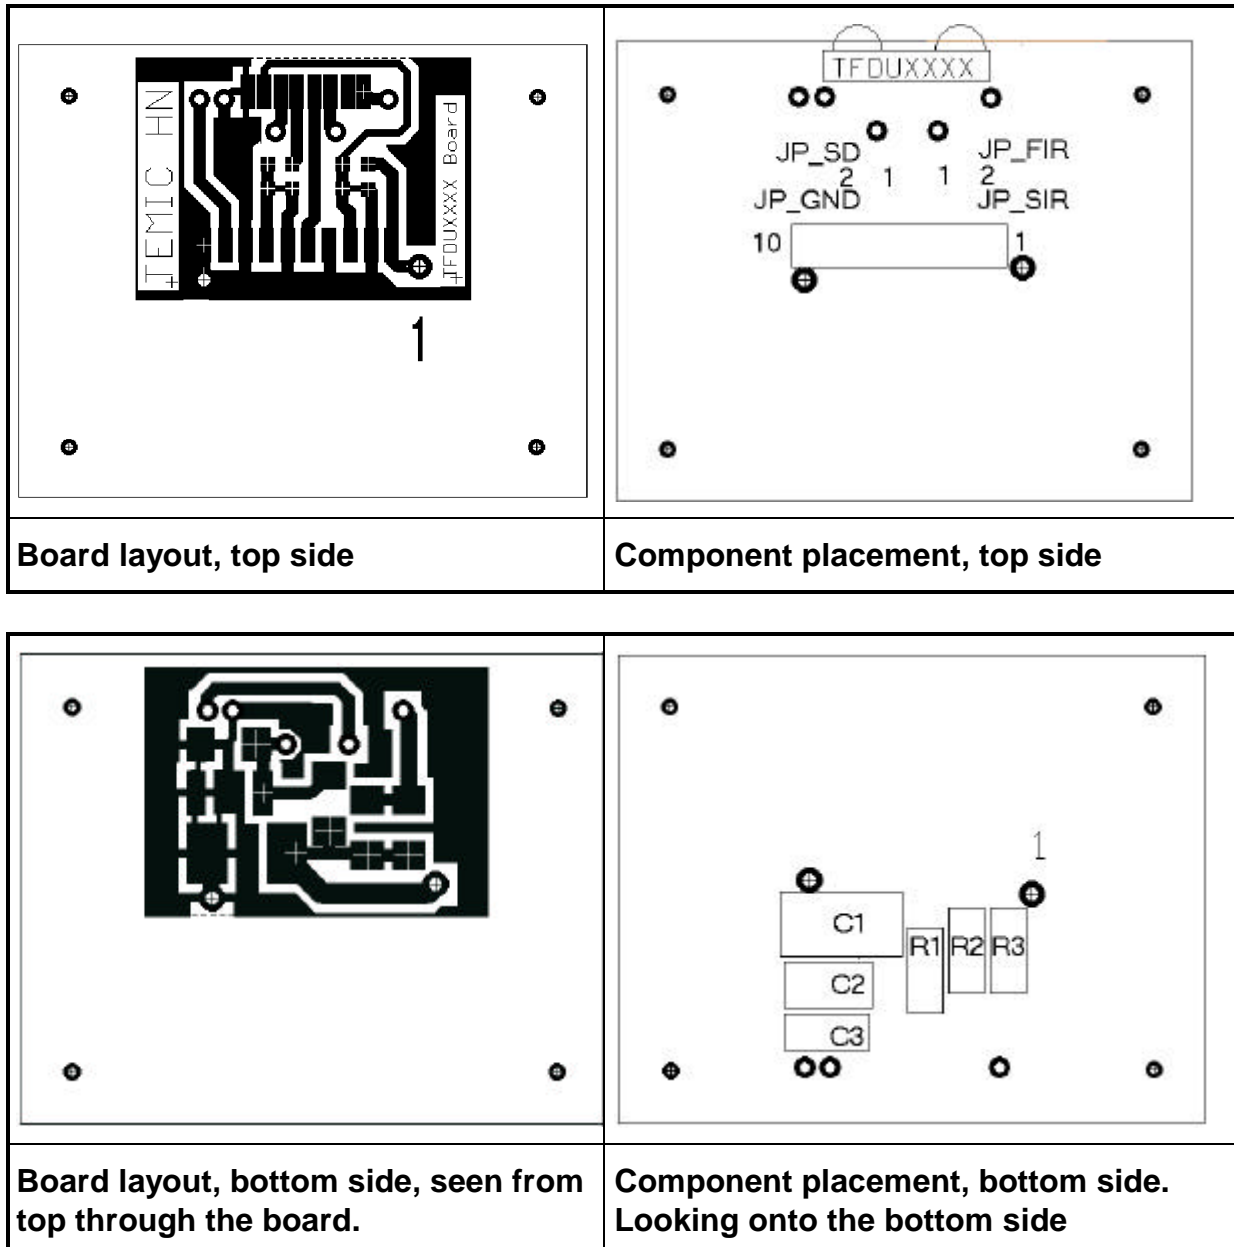 TEMIC HN
TFDUXXXX Board
1
TFDUXXXX
JP_SD
JP_FIR
2 1 1 2
JP_GND
JP_SIR
10
1
Board layout, top side
Component placement, top side
1
C1
R1 R2 R3
C2
C3
Board layout, bottom side, seen from
top through the board.
Component placement, bottom side.
Looking onto the bottom side